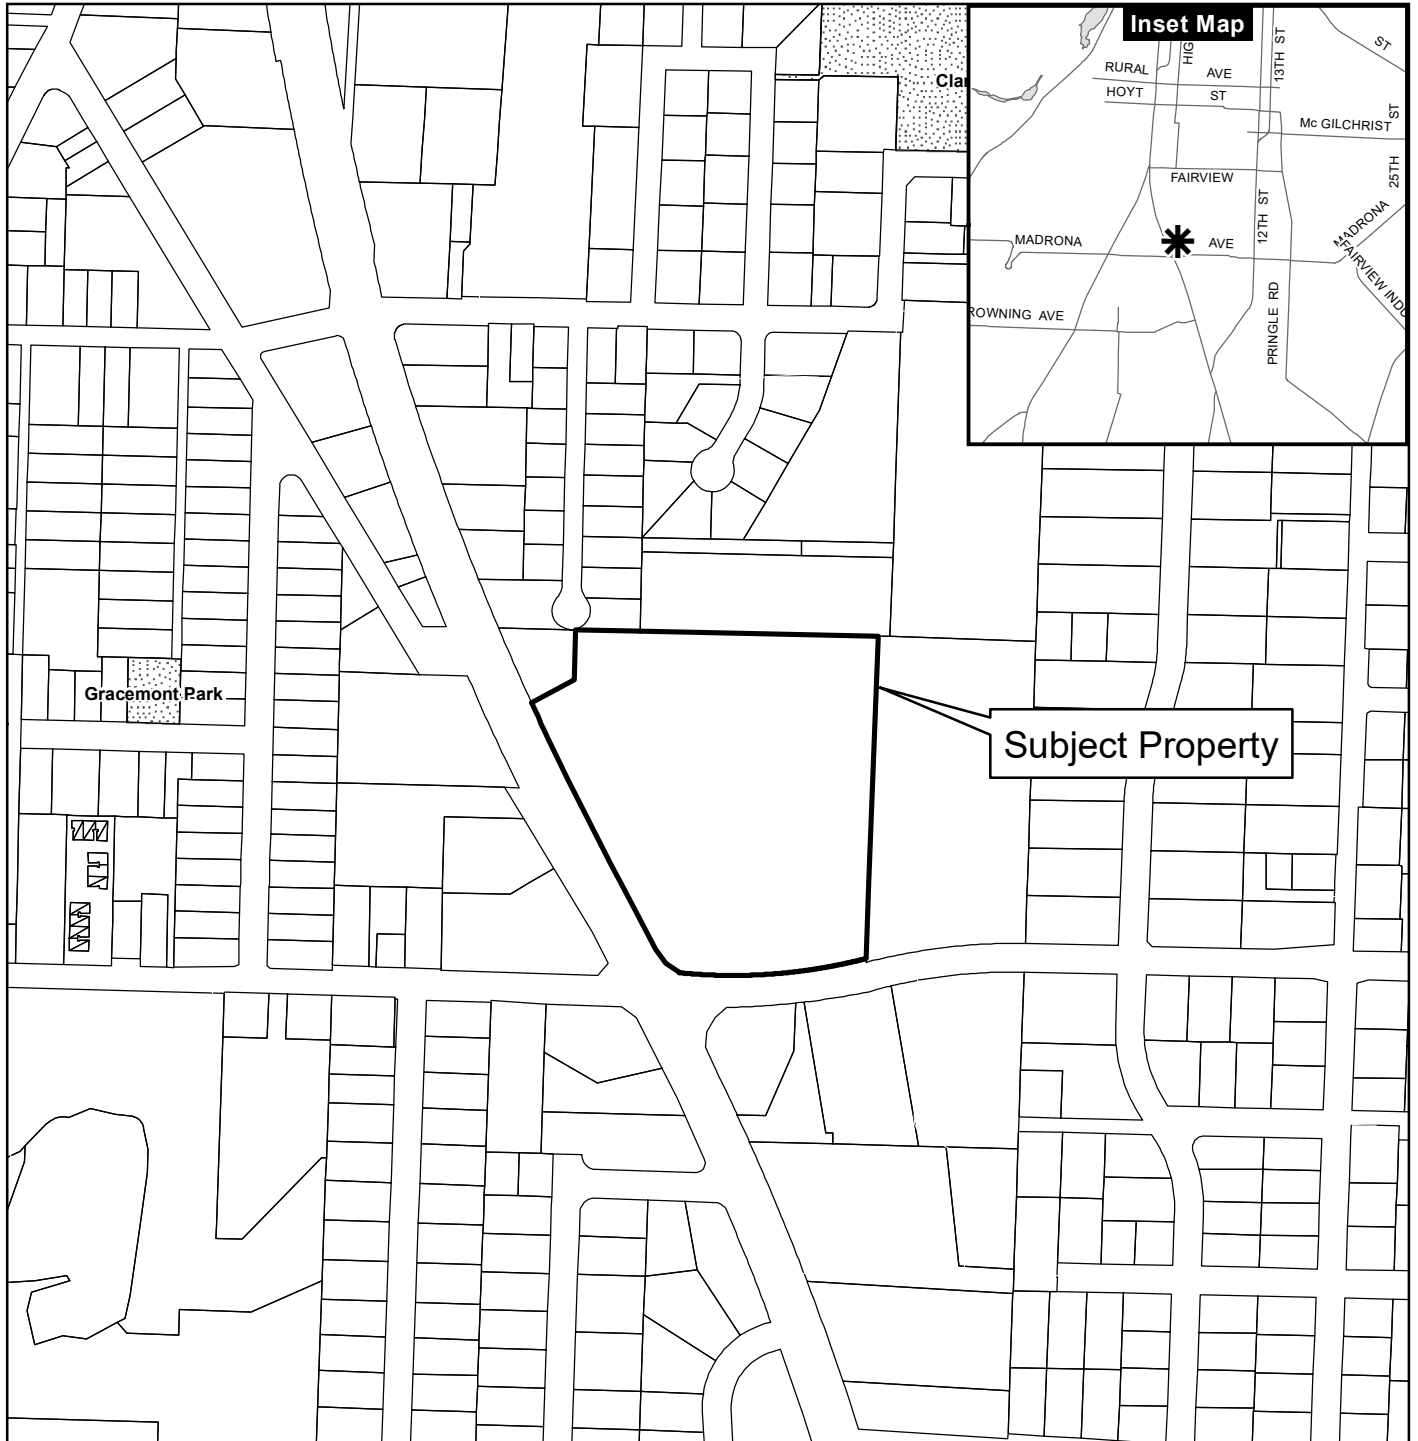 Inset Map
HIG
13TH ST
ST
RURAL AVE
HOYT ST
Mc GILCHRIST ST
25TH
FAIRVIEW
12TH ST
MADRONA AVE
MADRONA
FAIRVIEW INDU
ROWNING AVE
PRINGLE RD
Clar
Gracemont Park
Subject Property